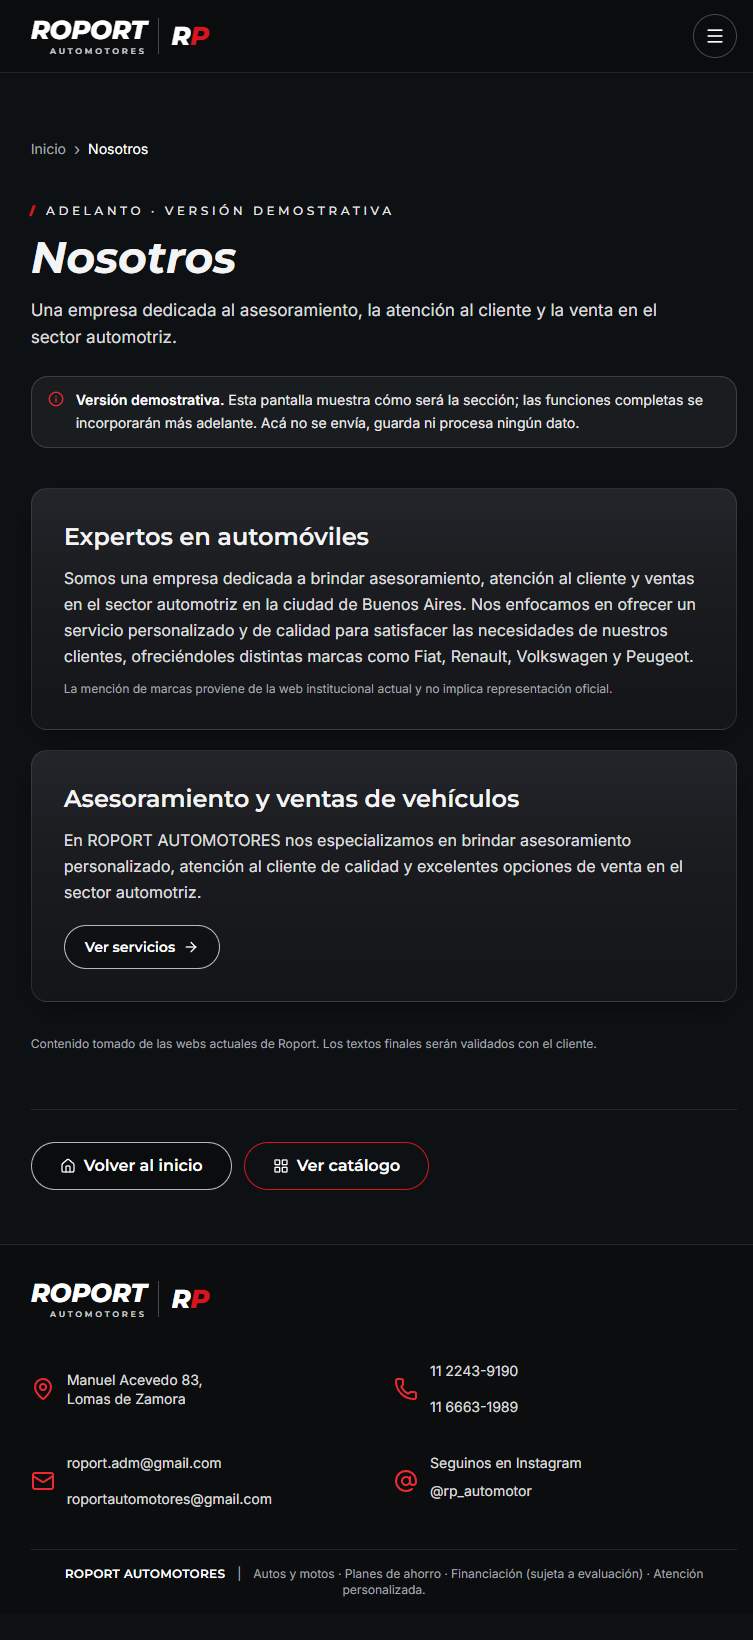 ROPORT
AUTOMOTORES
RP
Inicio › Nosotros
ADELANTO · VERSIÓN DEMOSTRATIVA
Nosotros
Una empresa dedicada al asesoramiento, la atención al cliente y la venta en el
sector automotriz.
Versión demostrativa. Esta pantalla muestra cómo será la sección; las funciones completas se
incorporarán más adelante. Acá no se envía, guarda ni procesa ningún dato.
Expertos en automóviles
Somos una empresa dedicada a brindar asesoramiento, atención al cliente y ventas
en el sector automotriz en la ciudad de Buenos Aires. Nos enfocamos en ofrecer un
servicio personalizado y de calidad para satisfacer las necesidades de nuestros
clientes, ofreciéndoles distintas marcas como Fiat, Renault, Volkswagen y Peugeot.
La mención de marcas proviene de la web institucional actual y no implica representación oficial.
Asesoramiento y ventas de vehículos
En ROPORT AUTOMOTORES nos especializamos en brindar asesoramiento
personalizado, atención al cliente de calidad y excelentes opciones de venta en el
sector automotriz.
Ver servicios →
Contenido tomado de las webs actuales de Roport. Los textos finales serán validados con el cliente.
Volver al inicio
Ver catálogo
ROPORT
AUTOMOTORES
RP
Manuel Acevedo 83,
Lomas de Zamora
11 2243-9190
11 6663-1989
roport.adm@gmail.com
roportautomotores@gmail.com
Seguinos en Instagram
@rp_automotor
ROPORT AUTOMOTORES | Autos y motos · Planes de ahorro · Financiación (sujeta a evaluación) · Atención
personalizada.